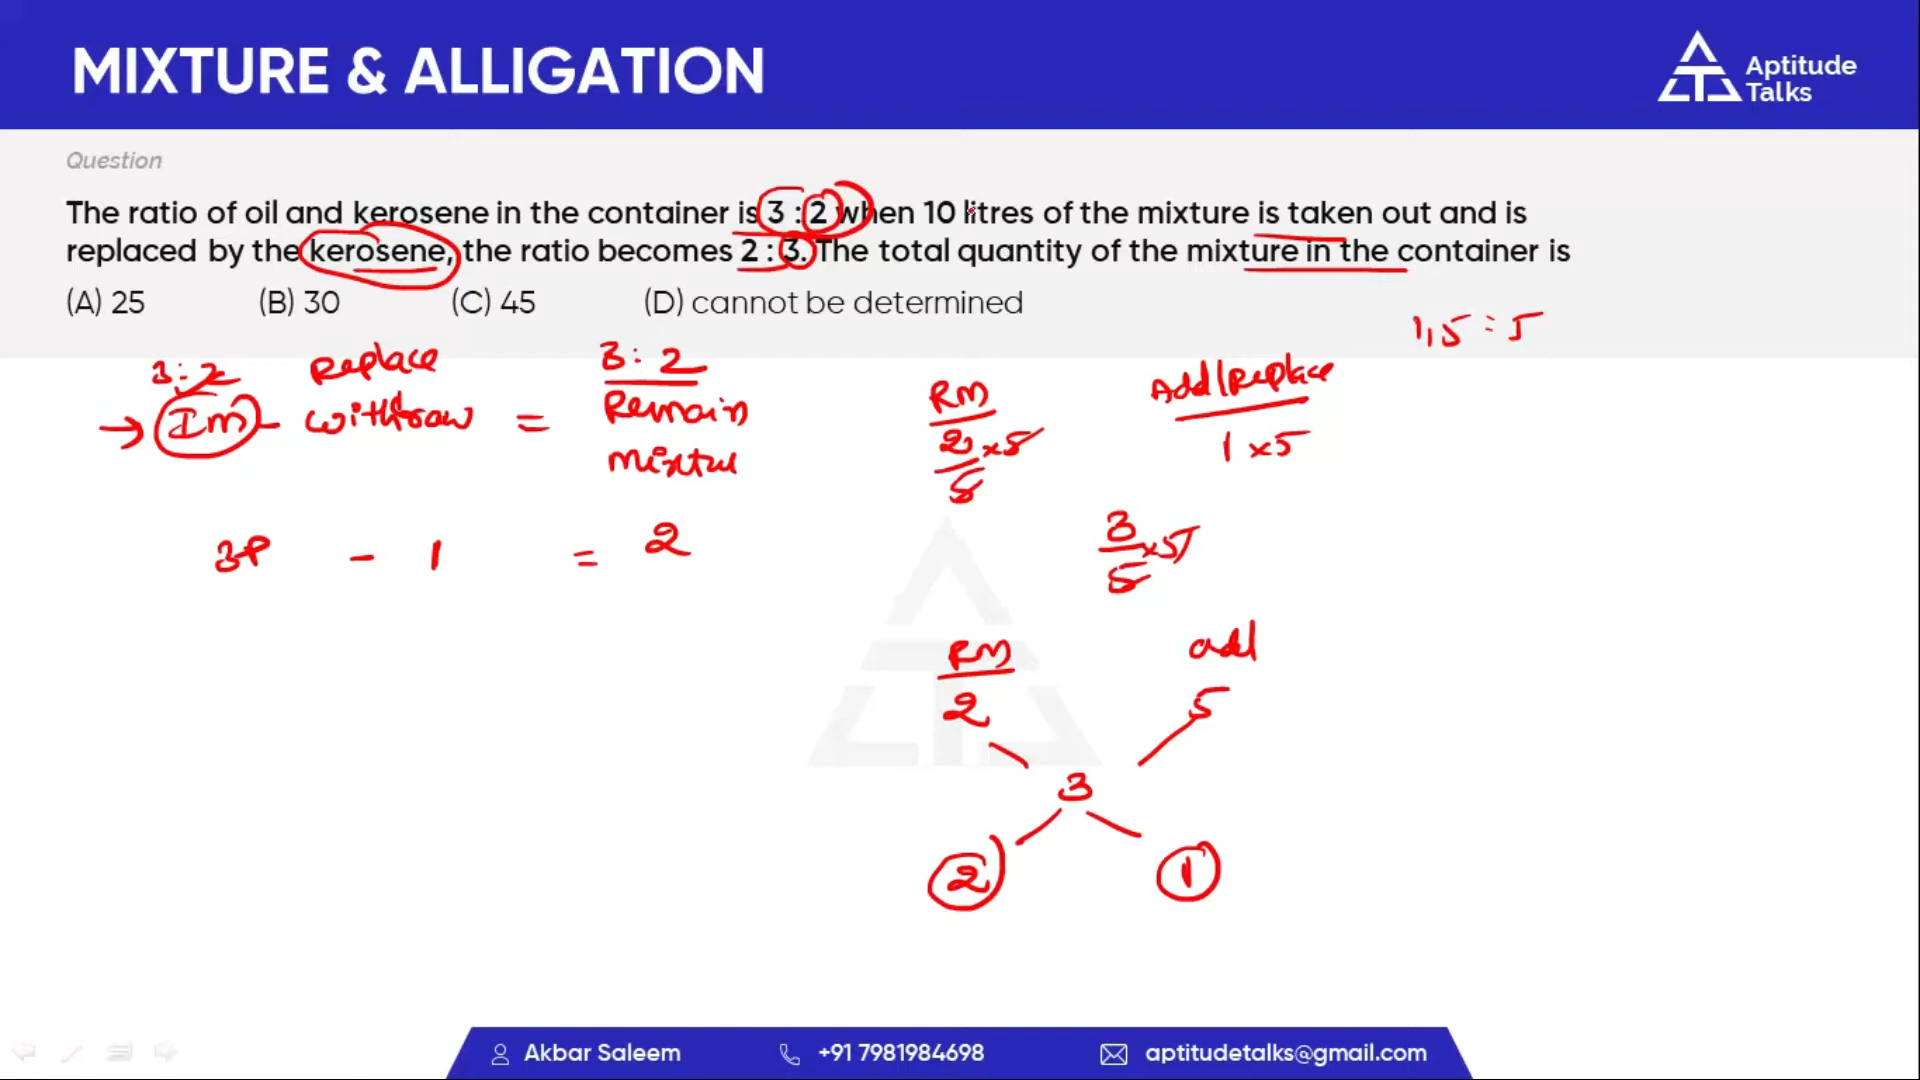 MIXTURE & ALLIGATION
Aptitude
Talks
Question
The ratio of oil and kerosene in the container is 3 : 2 when 10 litres of the mixture is taken out and is
replaced by the kerosene, the ratio becomes 2 : 3. The total quantity of the mixture in the container is
(A) 25 (B) 30 (C) 45 (D) cannot be determined
1,5 : 5
3:2 Replace 3:2
Im - withdraw = Remain
mixture
RM Add/Replace
2/5 x5 1 x5
3P - 1 = 2
3/5 x5
RM add
2 5
3
2 1
Akbar Saleem +91 7981984698 aptitudetalks@gmail.com